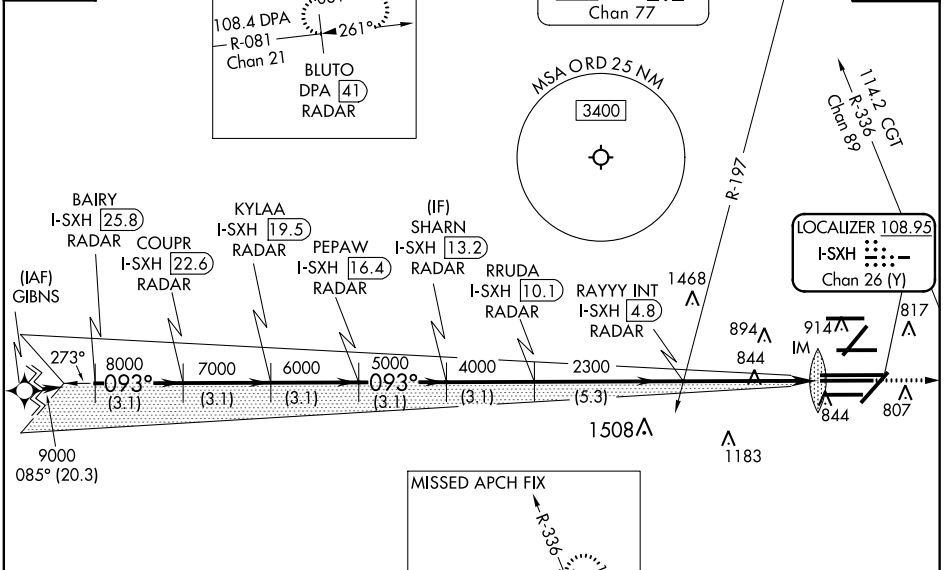 108.4 DPA
R-081
Chan 21
261°
BLUTO
DPA 41
RADAR
Chan 77
MSA ORD 25 NM
3400
R-197
114.2 CGT
R-336
Chan 89
BAIRY
I-SXH 25.8
RADAR
COUPR
I-SXH 22.6
RADAR
KYLAA
I-SXH 19.5
RADAR
PEPAW
I-SXH 16.4
RADAR
(IF)
SHARN
I-SXH 13.2
RADAR
RRUDA
I-SXH 10.1
RADAR
RAYYY INT
I-SXH 4.8
RADAR
LOCALIZER 108.95
I-SXH
Chan 26 (Y)
(IAF)
GIBNS
1468
894
844
914
817
IM
273°
8000
7000
6000
5000
4000
2300
093°
093°
(3.1)
(3.1)
(3.1)
(3.1)
(3.1)
(5.3)
844
807
9000
085° (20.3)
1508
1183
MISSED APCH FIX
R-336